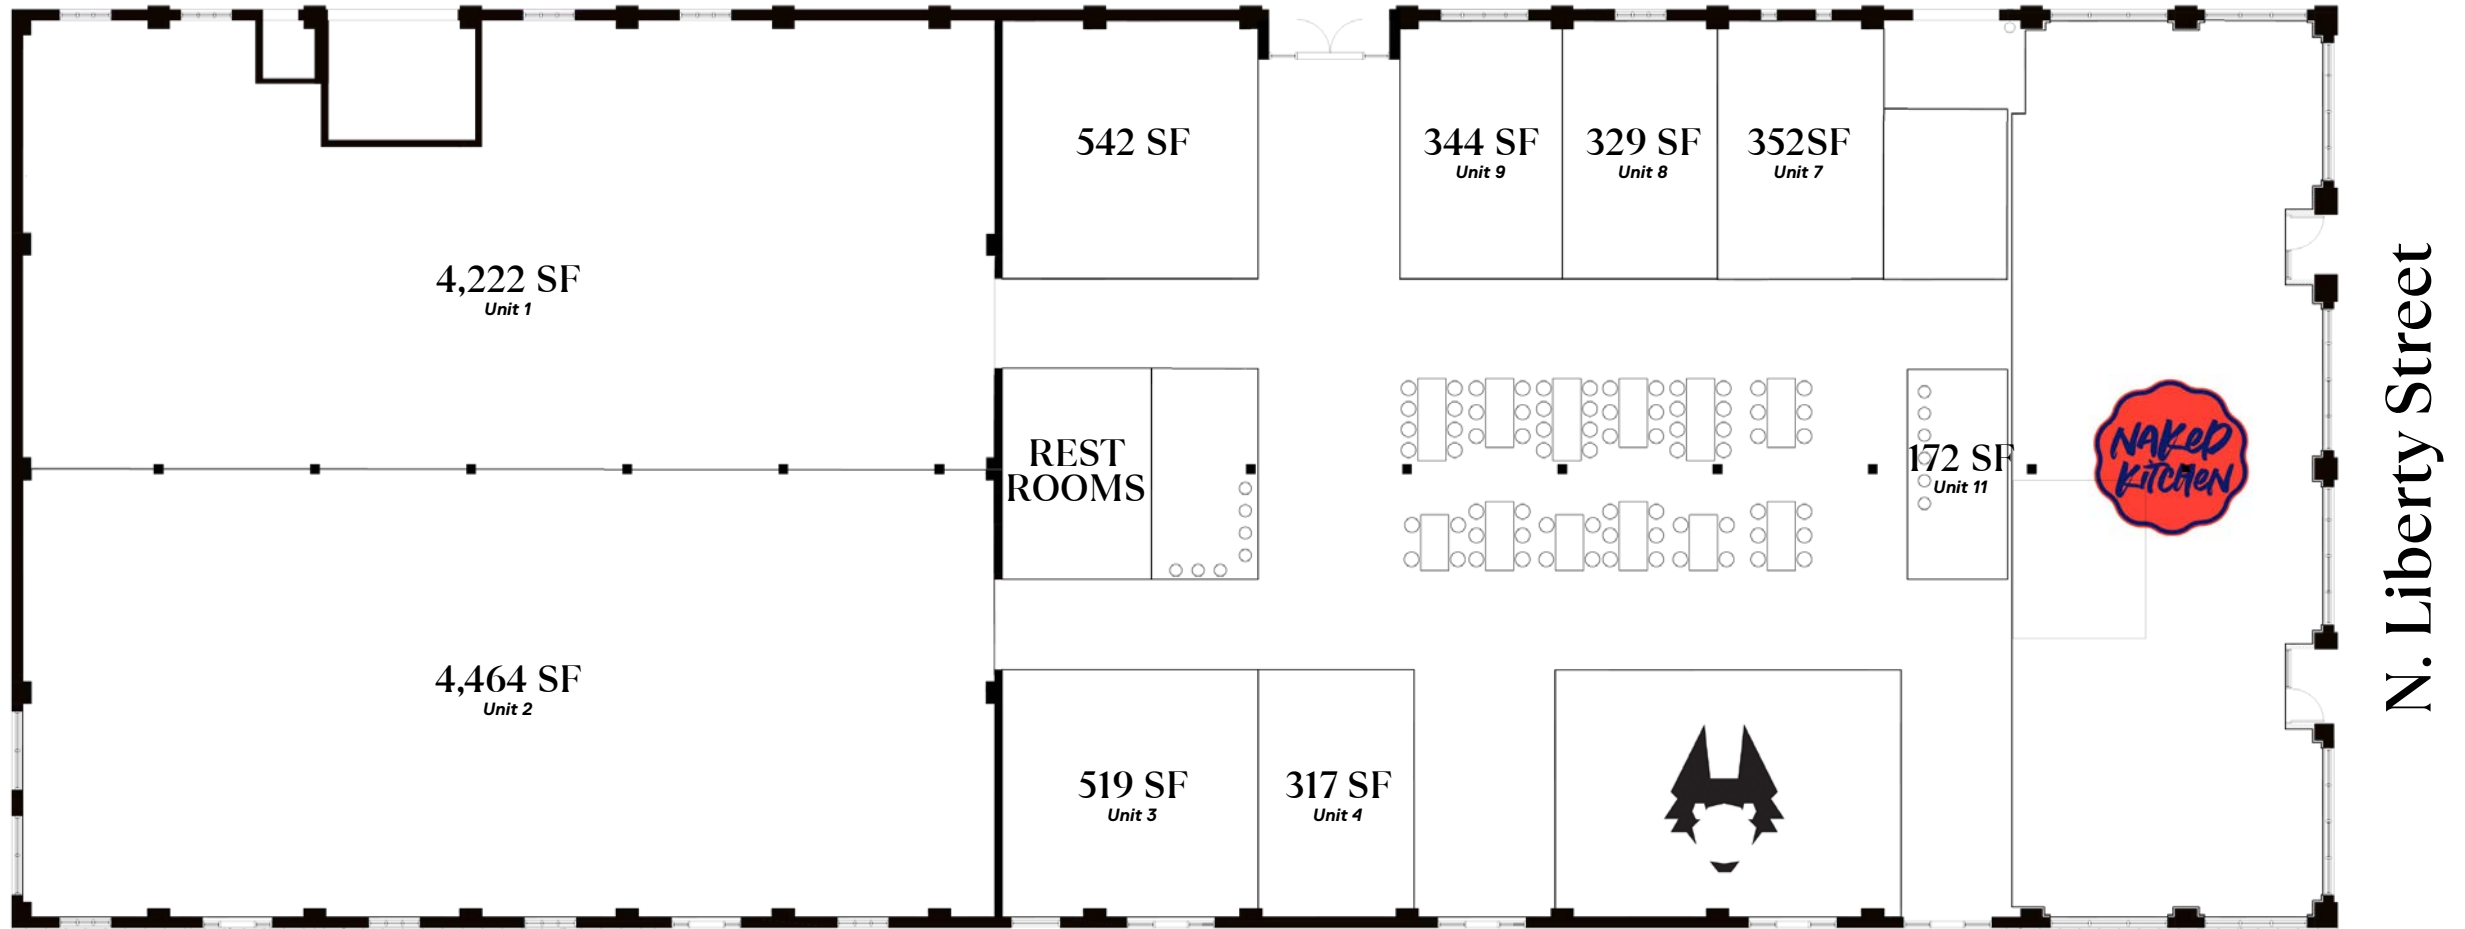 542 SF
344 SF
Unit 9
329 SF
Unit 8
352SF
Unit 7
4,222 SF
Unit 1
REST
ROOMS
172 SF
Unit 11
NAKED
KITCHEN
N. Liberty Street
4,464 SF
Unit 2
519 SF
Unit 3
317 SF
Unit 4